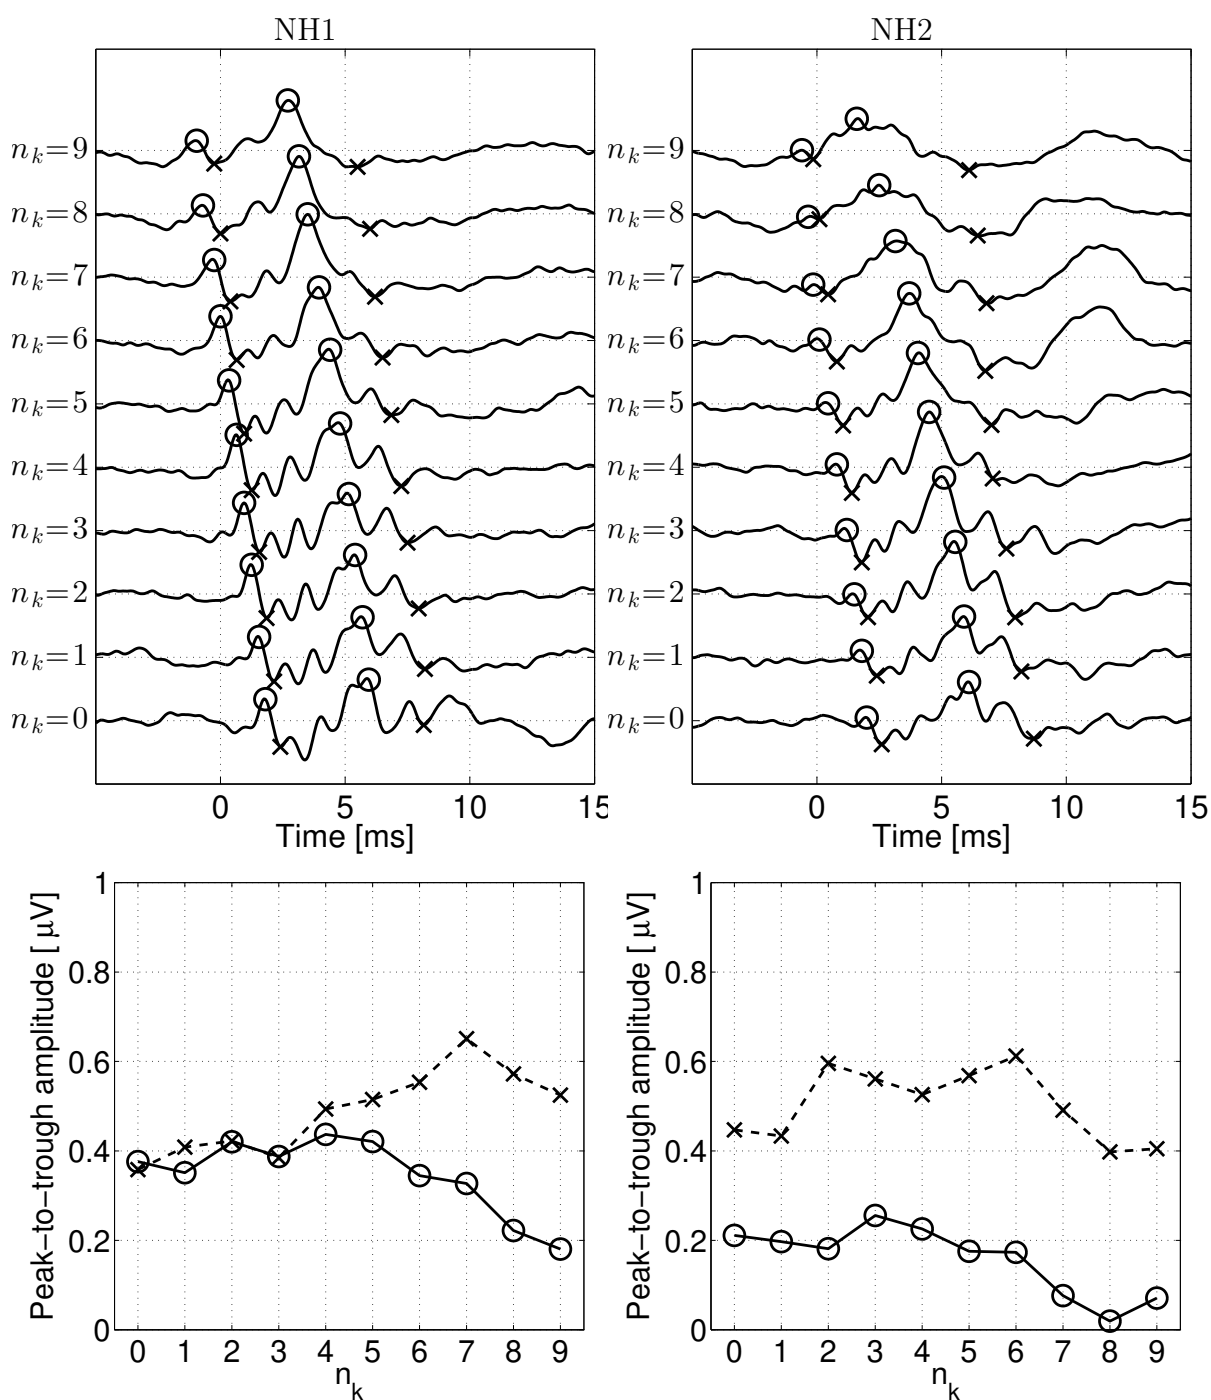 NH1
NH2
n_k=9
n_k=8
n_k=7
n_k=6
n_k=5
n_k=4
n_k=3
n_k=2
n_k=1
n_k=0
0 5 10 15
Time [ms]
n_k=9
n_k=8
n_k=7
n_k=6
n_k=5
n_k=4
n_k=3
n_k=2
n_k=1
n_k=0
0 5 10 15
Time [ms]
Peak−to−trough amplitude [ μV]
1
0.8
0.6
0.4
0.2
0
0 1 2 3 4 5 6 7 8 9
n_k
Peak−to−trough amplitude [ μV]
1
0.8
0.6
0.4
0.2
0
0 1 2 3 4 5 6 7 8 9
n_k